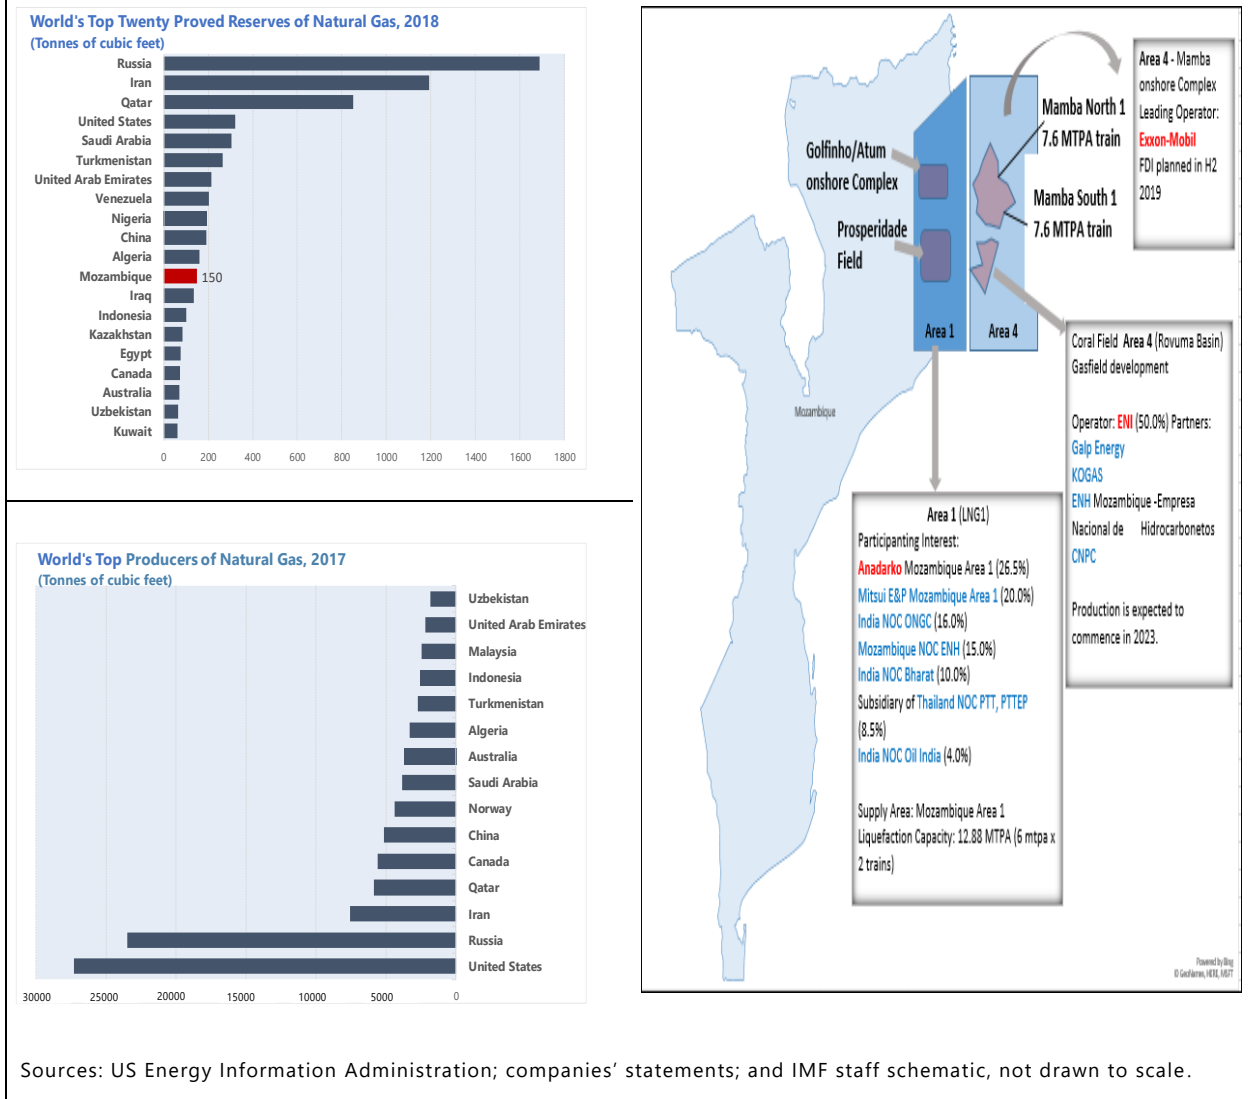 World's Top Twenty Proved Reserves of Natural Gas, 2018
(Tonnes of cubic feet)
Russia
Iran
Qatar
United States
Saudi Arabia
Turkmenistan
United Arab Emirates
Venezuela
Nigeria
China
Algeria
Mozambique
150
Iraq
Indonesia
Kazakhstan
Egypt
Canada
Australia
Uzbekistan
Kuwait
0 200 400 600 800 1000 1200 1400 1600 1800
World's Top Producers of Natural Gas, 2017
(Tonnes of cubic feet)
Uzbekistan
United Arab Emirates
Malaysia
Indonesia
Turkmenistan
Algeria
Australia
Saudi Arabia
Norway
China
Canada
Qatar
Iran
Russia
United States
30000 25000 20000 15000 10000 5000 0
Area 4 - Mamba
onshore Complex
Leading Operator:
Exxon-Mobil
FDI planned in H2
2019
Mamba North 1
7.6 MTPA train
Golfinho/Atum
onshore Complex
Mamba South 1
7.6 MTPA train
Prosperidade
Field
Area 1
Area 4
Mozambique
Coral Field Area 4 (Rovuma Basin)
Gasfield development
Operator: ENI (50.0%) Partners:
Galp Energy
KOGAS
ENH Mozambique -Empresa
Nacional de Hidrocarbonetos
CNPC
Production is expected to
commence in 2023.
Area 1 (LNG1)
Participanting Interest:
Anadarko Mozambique Area 1 (26.5%)
Mitsui E&P Mozambique Area 1 (20.0%)
India NOC ONGC (16.0%)
Mozambique NOC ENH (15.0%)
India NOC Bharat (10.0%)
Subsidiary of Thailand NOC PTT, PTTEP
(8.5%)
India NOC Oil India (4.0%)
Supply Area: Mozambique Area 1
Liquefaction Capacity: 12.88 MTPA (6 mtpa x
2 trains)
Powered by Bing
© GeoNames, HERE, MSFT
Sources: US Energy Information Administration; companies’ statements; and IMF staff schematic, not drawn to scale.